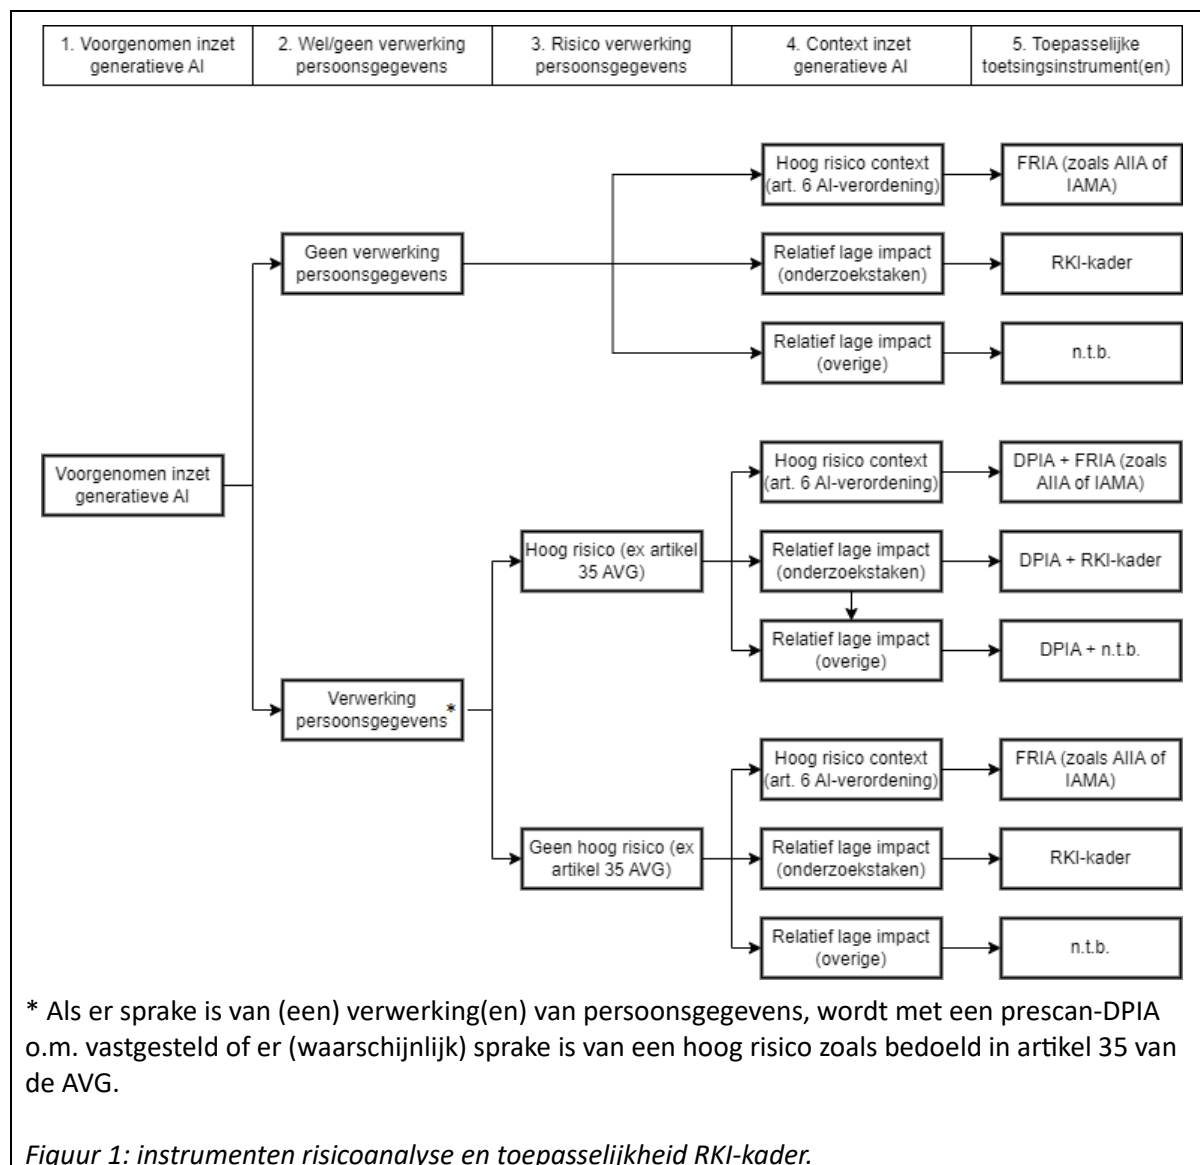 1. Voorgenomen inzet
generatieve AI
2. Wel/geen verwerking
persoonsgegevens
3. Risico verwerking
persoonsgegevens
4. Context inzet
generatieve AI
5. Toepasselijke
toetsingsinstrument(en)
Hoog risico context
(art. 6 AI-verordening)
FRIA (zoals AIIA of
IAMA)
Geen verwerking
persoonsgegevens
Relatief lage impact
(onderzoekstaken)
RKI-kader
Relatief lage impact
(overige)
n.t.b.
Voorgenomen inzet
generatieve AI
Hoog risico context
(art. 6 AI-verordening)
DPIA + FRIA (zoals
AIIA of IAMA)
Hoog risico (ex artikel
35 AVG)
Relatief lage impact
(onderzoekstaken)
DPIA + RKI-kader
Relatief lage impact
(overige)
DPIA + n.t.b.
Verwerking
persoonsgegevens*
Hoog risico context
(art. 6 AI-verordening)
FRIA (zoals AIIA of
IAMA)
Geen hoog risico (ex
artikel 35 AVG)
Relatief lage impact
(onderzoekstaken)
RKI-kader
Relatief lage impact
(overige)
n.t.b.
* Als er sprake is van (een) verwerking(en) van persoonsgegevens, wordt met een prescan-DPIA
o.m. vastgesteld of er (waarschijnlijk) sprake is van een hoog risico zoals bedoeld in artikel 35 van
de AVG.
Figuur 1: instrumenten risicoanalyse en toepasselijkheid RKI-kader.